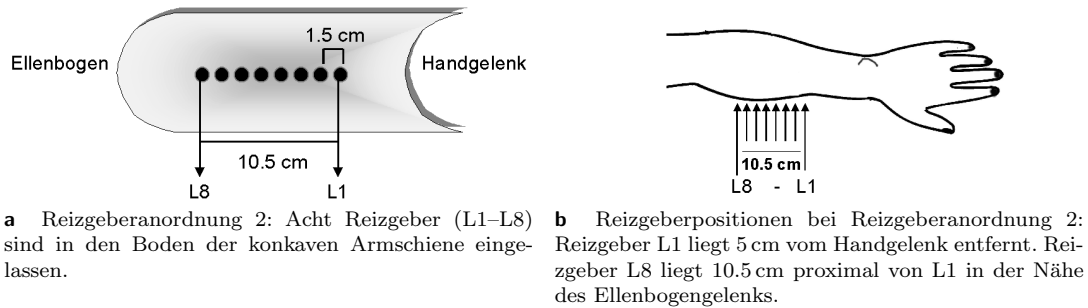 1.5 cm
Ellenbogen
Handgelenk
10.5 cm
L8
L1
10.5 cm
L8 - L1
a Reizgeberanordnung 2: Acht Reizgeber (L1–L8)
sind in den Boden der konkaven Armschiene einge-
lassen.
b Reizgeberpositionen bei Reizgeberanordnung 2:
Reizgeber L1 liegt 5 cm vom Handgelenk entfernt. Rei-
zgeber L8 liegt 10.5 cm proximal von L1 in der Nähe
des Ellenbogengelenks.